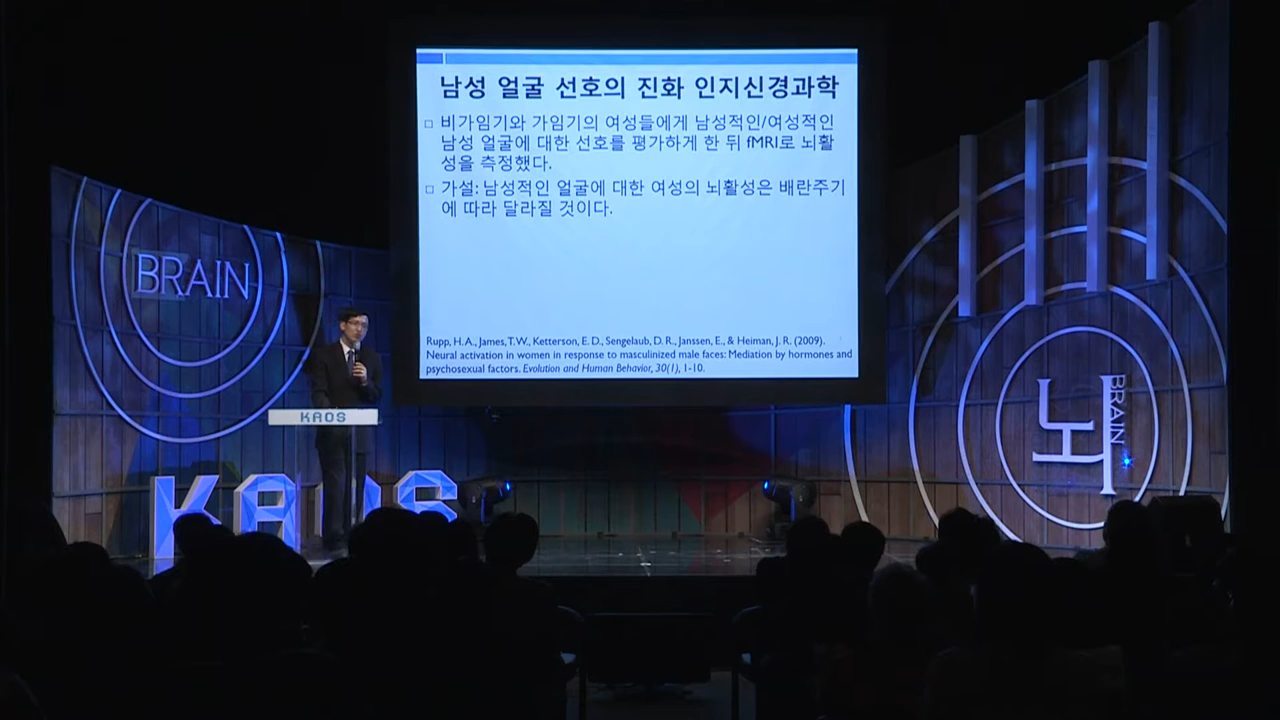 남성 얼굴 선호의 진화 인지신경과학
□ 비가임기와 가임기의 여성들에게 남성적인/여성적인
남성 얼굴에 대한 선호를 평가하게 한 뒤 fMRI로 뇌활
성을 측정했다.
□ 가설: 남성적인 얼굴에 대한 여성의 뇌활성은 배란주기
에 따라 달라질 것이다.
Rupp, H. A., James, T. W., Ketterson, E. D., Sengelaub, D. R., Janssen, E., & Heiman, J. R. (2009).
Neural activation in women in response to masculinized male faces: Mediation by hormones and
psychosexual factors. Evolution and Human Behavior, 30(1), 1-10.
BRAIN
KAOS
KAOS
뇌
BRAIN